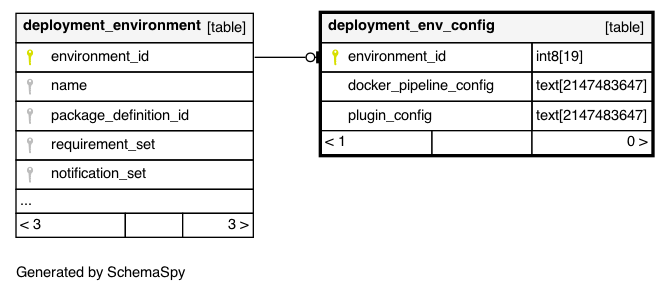 deployment_environment [table]
environment_id
name
package_definition_id
requirement_set
notification_set
...
< 3 3 >
deployment_env_config [table]
environment_id int8[19]
docker_pipeline_config text[2147483647]
plugin_config text[2147483647]
< 1 0 >
Generated by SchemaSpy